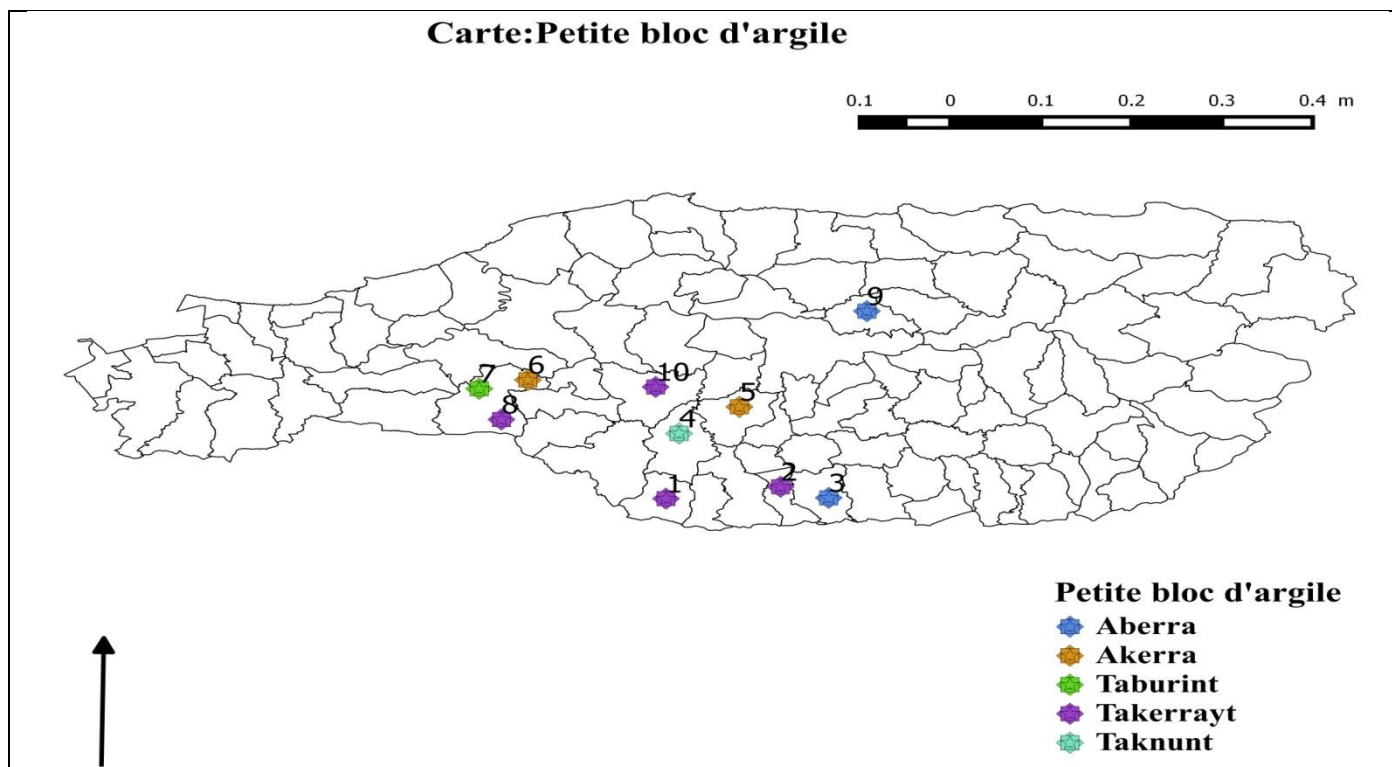 Carte:Petite bloc d'argile
0.1 0 0.1 0.2 0.3 0.4 m
9
7 6 10
8 5
4
1 2 3
Petite bloc d'argile
Aberra
Akerra
Taburint
Takerrayt
Taknunt